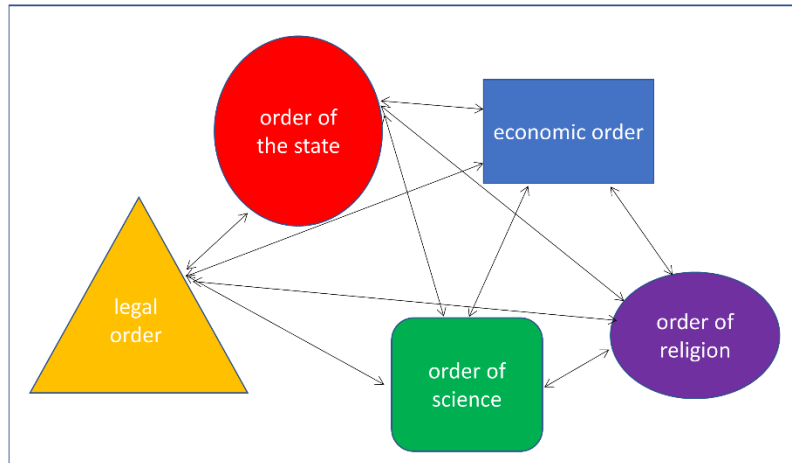 order of
the state
economic order
legal
order
order of
science
order of
religion